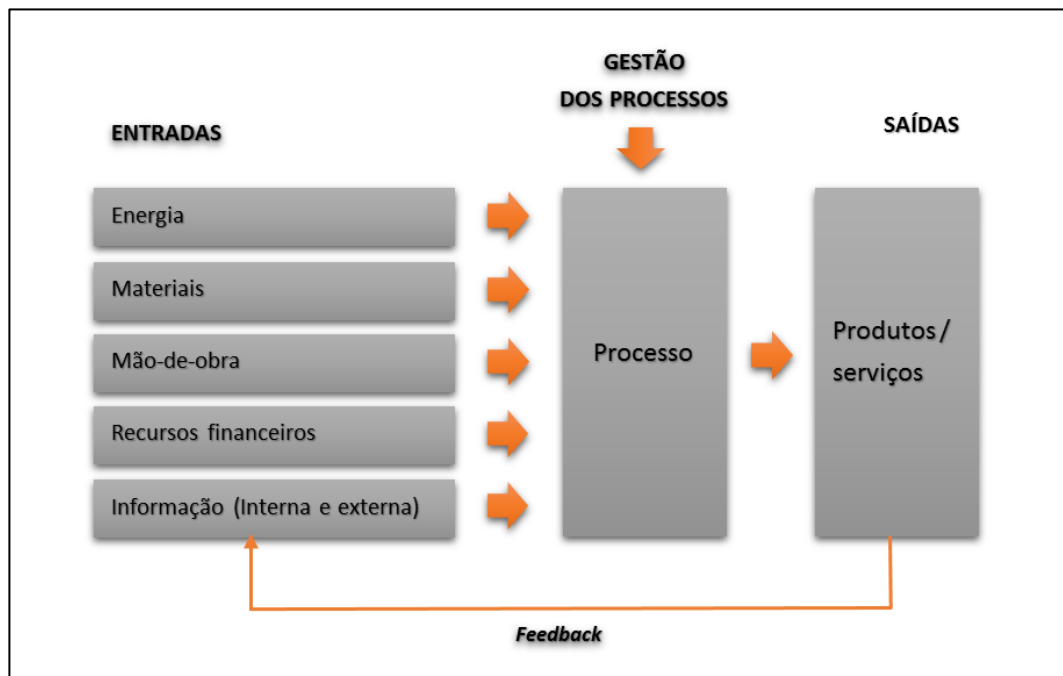 GESTÃO
DOS PROCESSOS
ENTRADAS
SAÍDAS
Energia
Materiais
Mão-de-obra
Recursos financeiros
Informação (Interna e externa)
Processo
Produtos /
serviços
Feedback